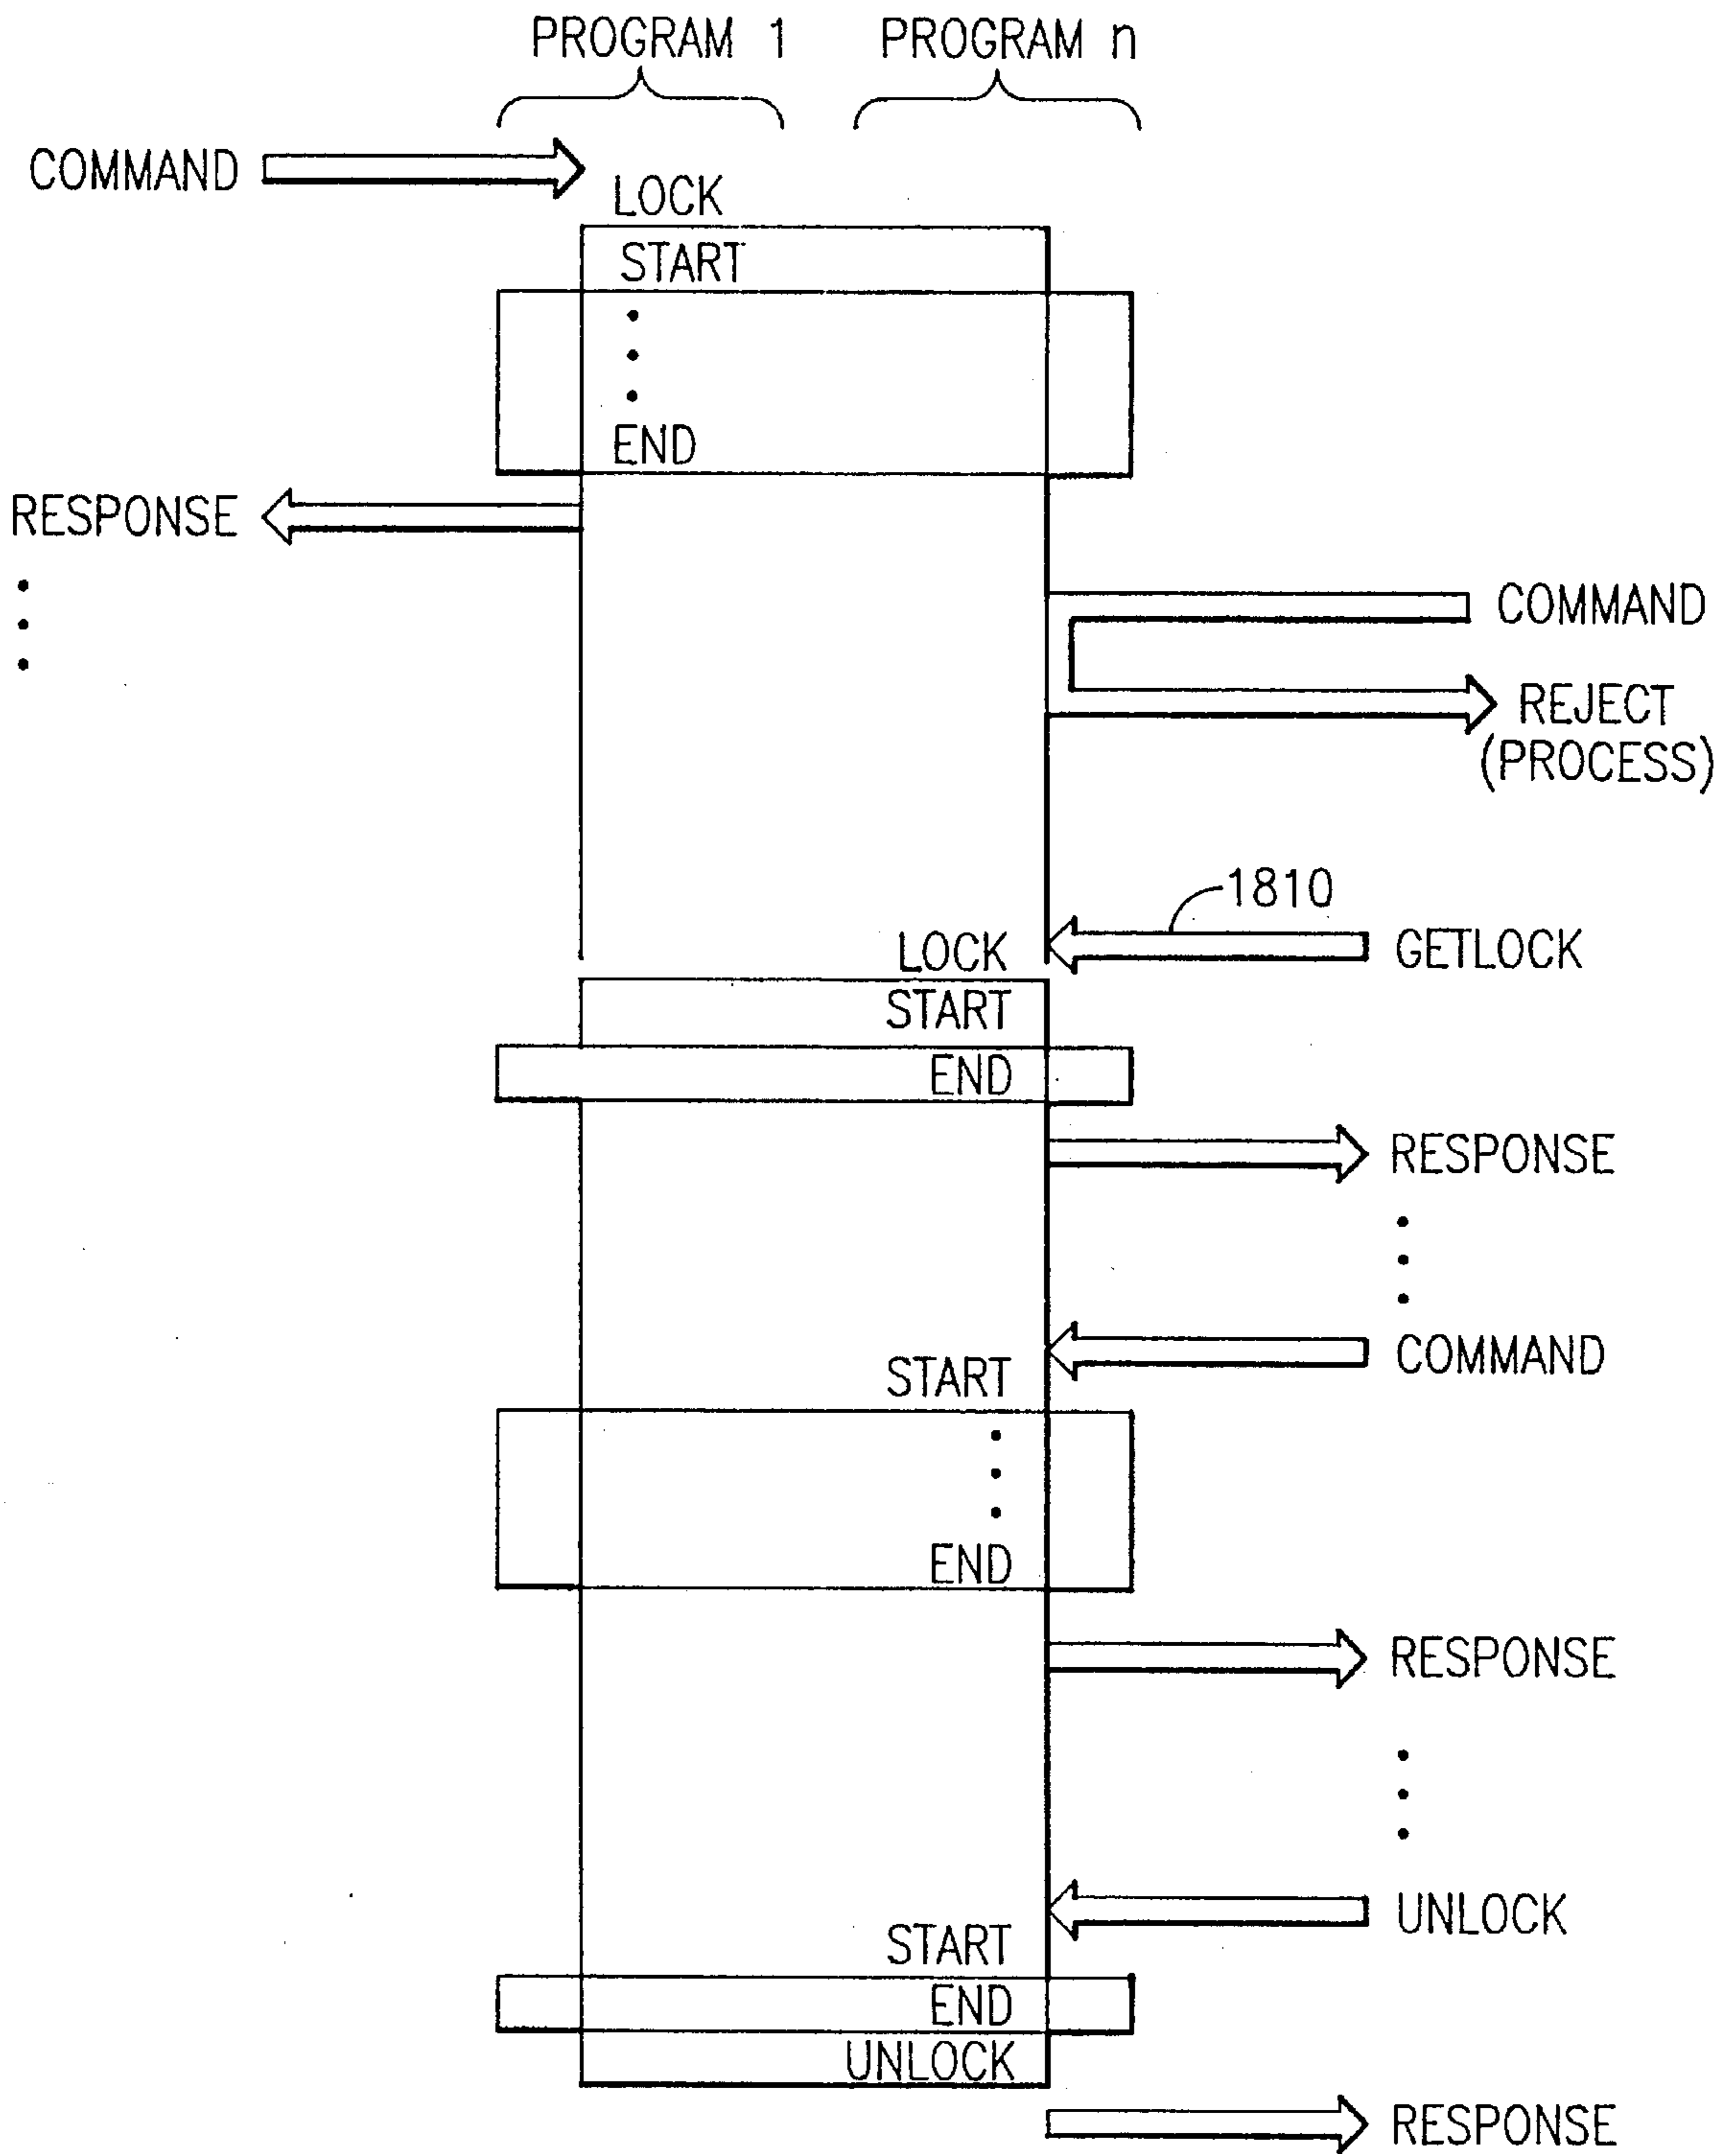 PROGRAM 1 PROGRAM n
COMMAND
LOCK
START
END
RESPONSE
COMMAND
REJECT
(PROCESS)
1810
LOCK GETLOCK
START
END
RESPONSE
COMMAND
START
END
RESPONSE
UNLOCK
START
END
UNLOCK
RESPONSE